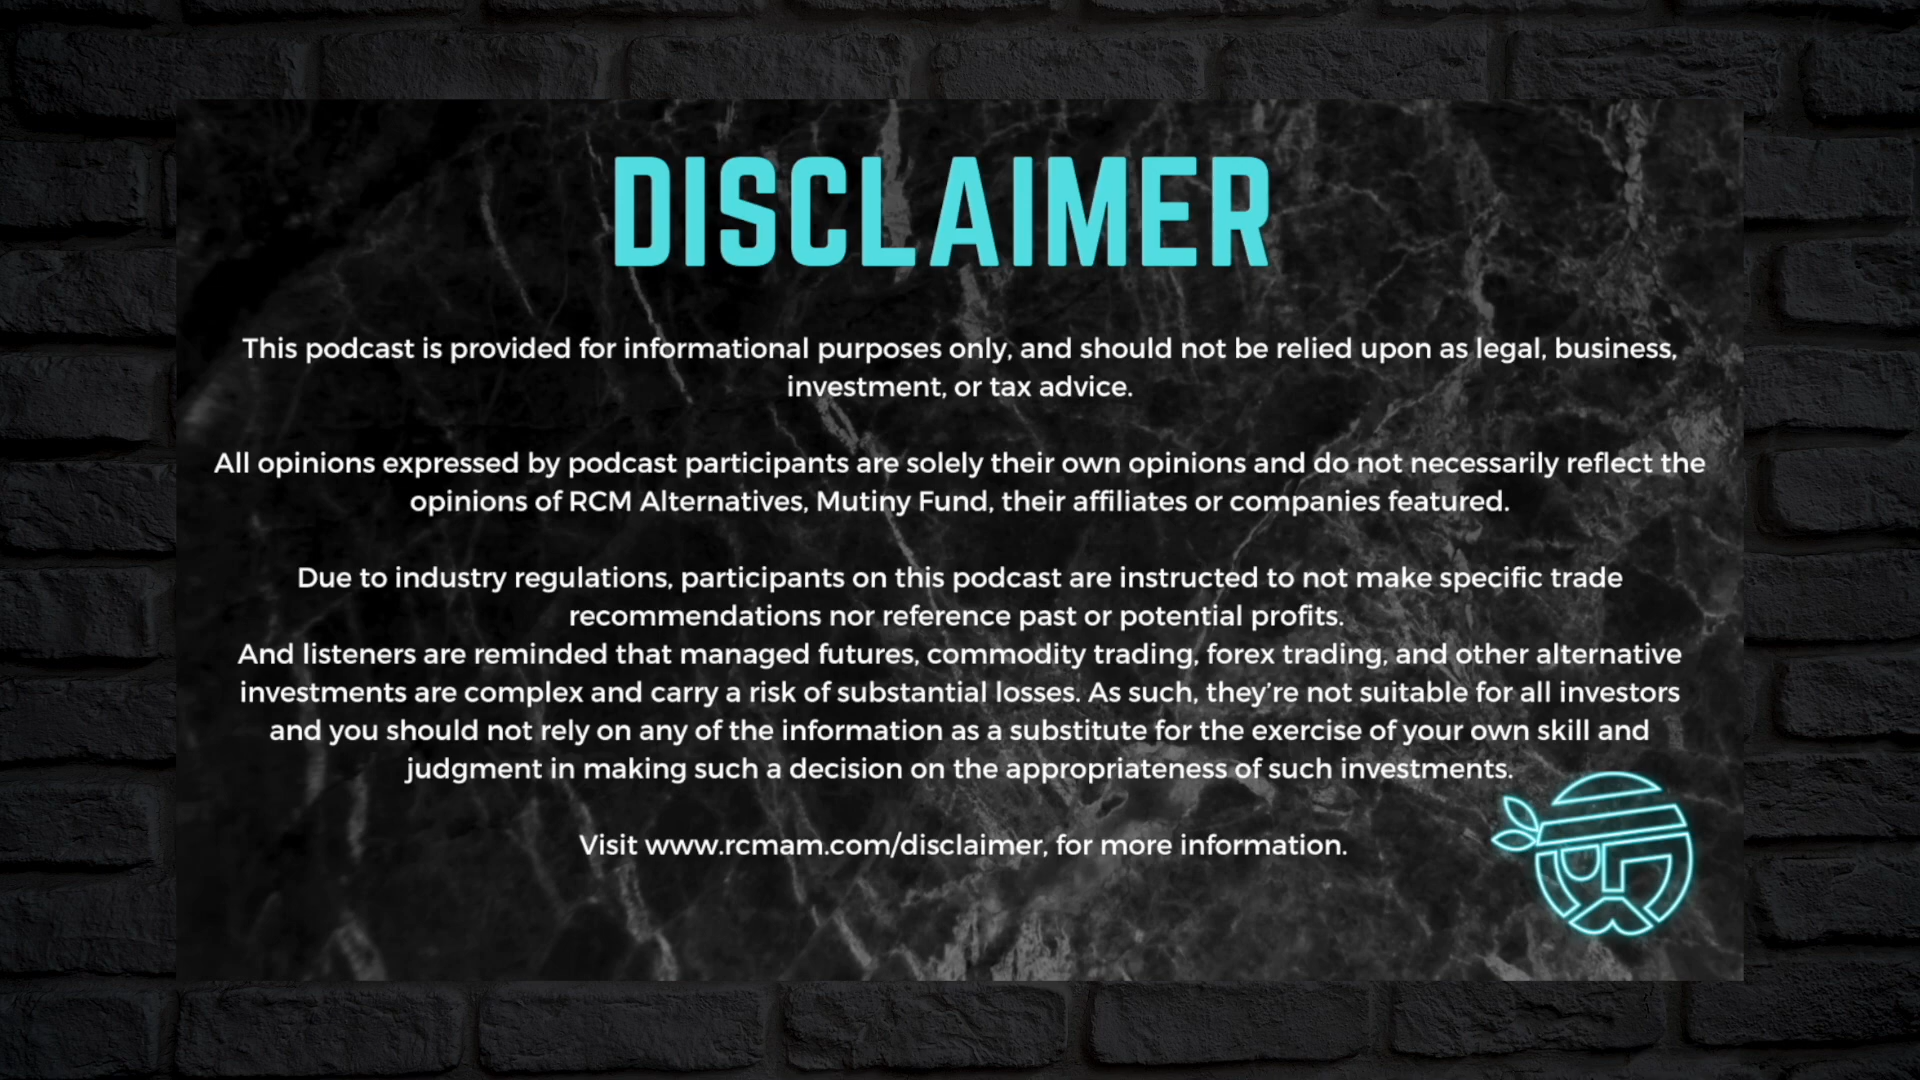 DISCLAIMER
This podcast is provided for informational purposes only, and should not be relied upon as legal, business,
investment, or tax advice.
All opinions expressed by podcast participants are solely their own opinions and do not necessarily reflect the
opinions of RCM Alternatives, Mutiny Fund, their affiliates or companies featured.
Due to industry regulations, participants on this podcast are instructed to not make specific trade
recommendations nor reference past or potential profits.
And listeners are reminded that managed futures, commodity trading, forex trading, and other alternative
investments are complex and carry a risk of substantial losses. As such, they’re not suitable for all investors
and you should not rely on any of the information as a substitute for the exercise of your own skill and
judgment in making such a decision on the appropriateness of such investments.
Visit www.rcmam.com/disclaimer, for more information.